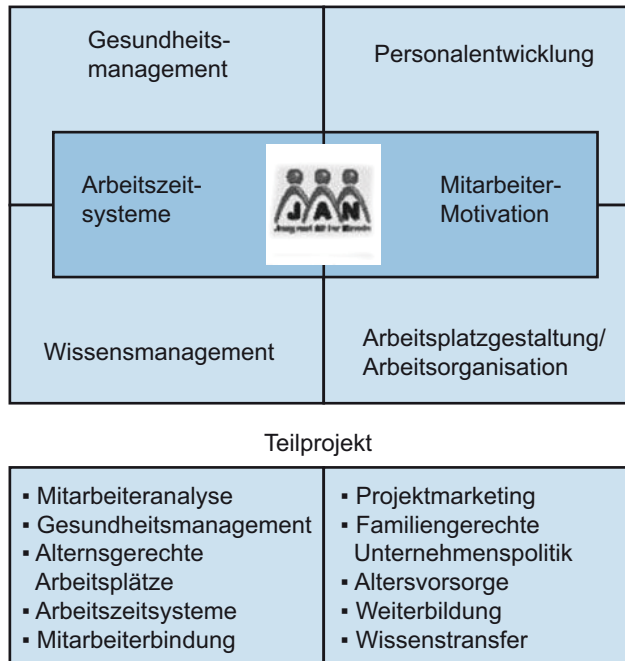 Gesundheits-
management
Personalentwicklung
Arbeitszeit-
systeme
JAN
Mitarbeiter-
Motivation
Wissensmanagement
Arbeitsplatzgestaltung/
Arbeitsorganisation
Teilprojekt
▪ Mitarbeiteranalyse
▪ Gesundheitsmanagement
▪ Alternsgerechte
Arbeitsplätze
▪ Arbeitszeitsysteme
▪ Mitarbeiterbindung
▪ Projektmarketing
▪ Familiengerechte
Unternehmenspolitik
▪ Altersvorsorge
▪ Weiterbildung
▪ Wissenstransfer